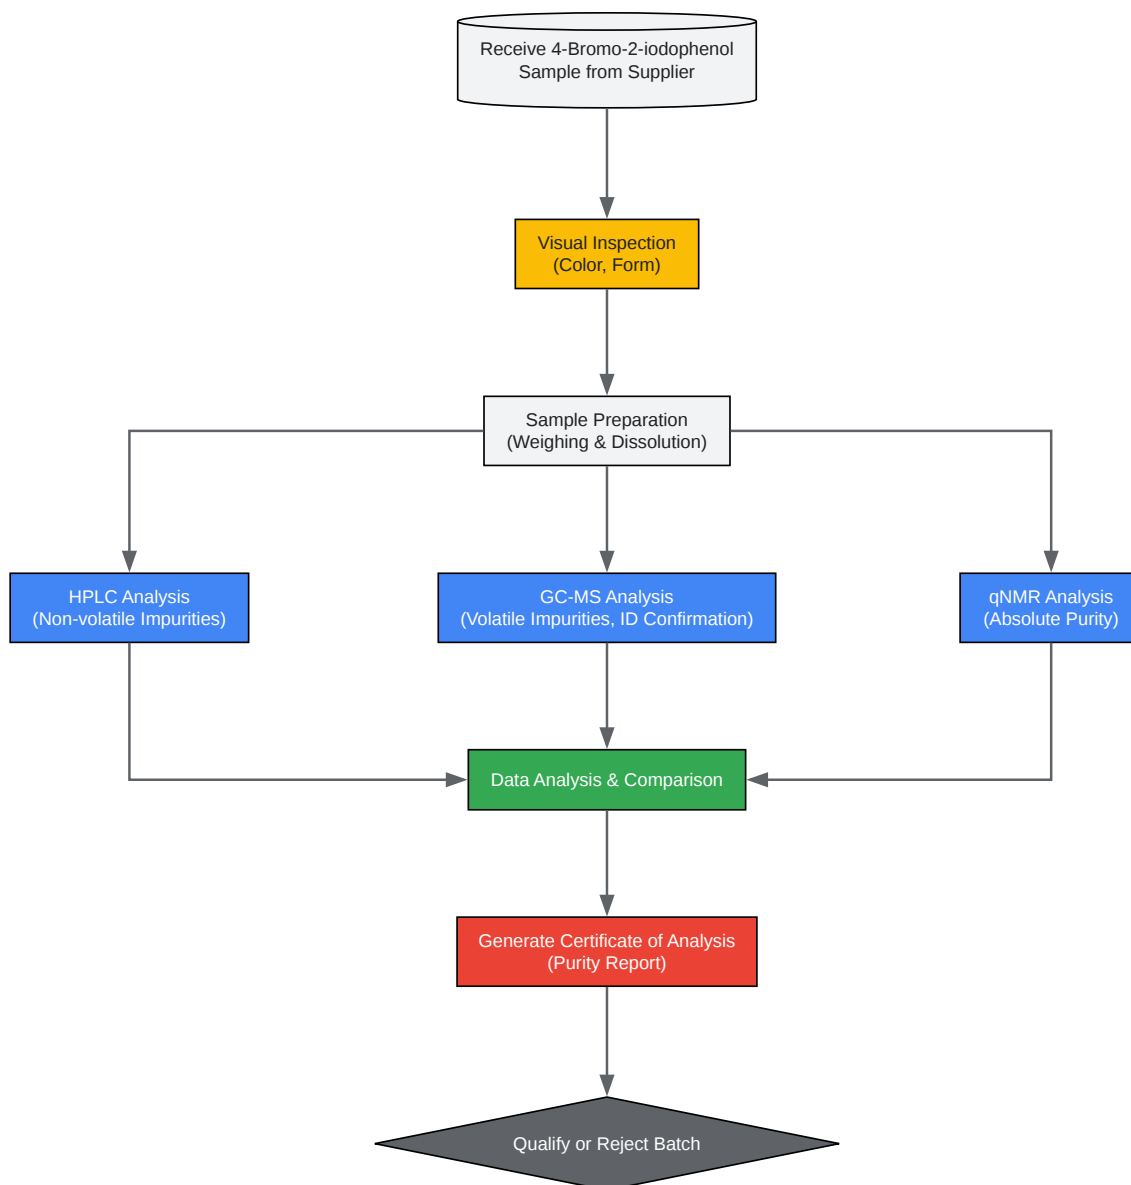 Receive 4-Bromo-2-iodophenol
Sample from Supplier
Visual Inspection
(Color, Form)
Sample Preparation
(Weighing & Dissolution)
HPLC Analysis
(Non-volatile Impurities)
GC-MS Analysis
(Volatile Impurities, ID Confirmation)
qNMR Analysis
(Absolute Purity)
Data Analysis & Comparison
Generate Certificate of Analysis
(Purity Report)
Qualify or Reject Batch